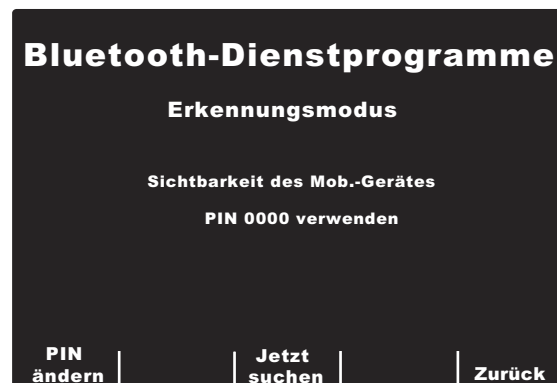 Bluetooth-Dienstprogramme
Erkennungsmodus
Sichtbarkeit des Mob.-Gerätes
PIN 0000 verwenden
PIN
ändern
Jetzt
suchen
Zurück